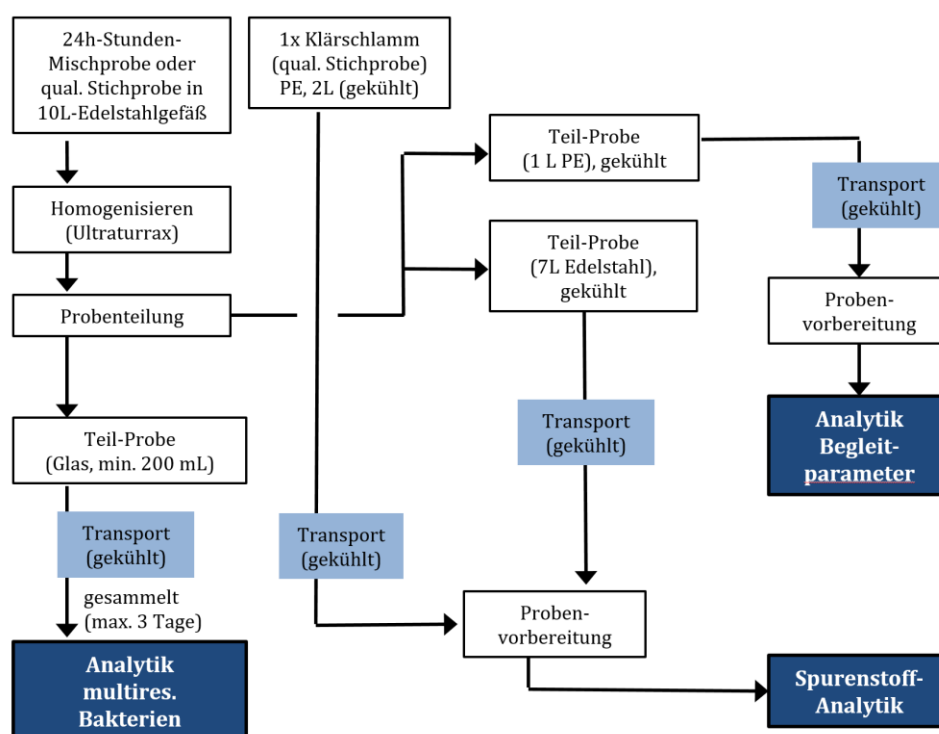 24h-Stunden-
Mischprobe oder
qual. Stichprobe in
10L-Edelstahlgefäß
1x Klärschlamm
(qual. Stichprobe)
PE, 2L (gekühlt)
Teil-Probe
(1 L PE), gekühlt
Transport
(gekühlt)
Homogenisieren
(Ultraturrax)
Teil-Probe
(7L Edelstahl),
gekühlt
Probenteilung
Proben-
vorbereitung
Teil-Probe
(Glas, min. 200 mL)
Transport
(gekühlt)
Analytik
Begleit-
parameter
Transport
(gekühlt)
Transport
(gekühlt)
gesammelt
(max. 3 Tage)
Proben-
vorbereitung
Analytik
multires.
Bakterien
Spurenstoff-
Analytik